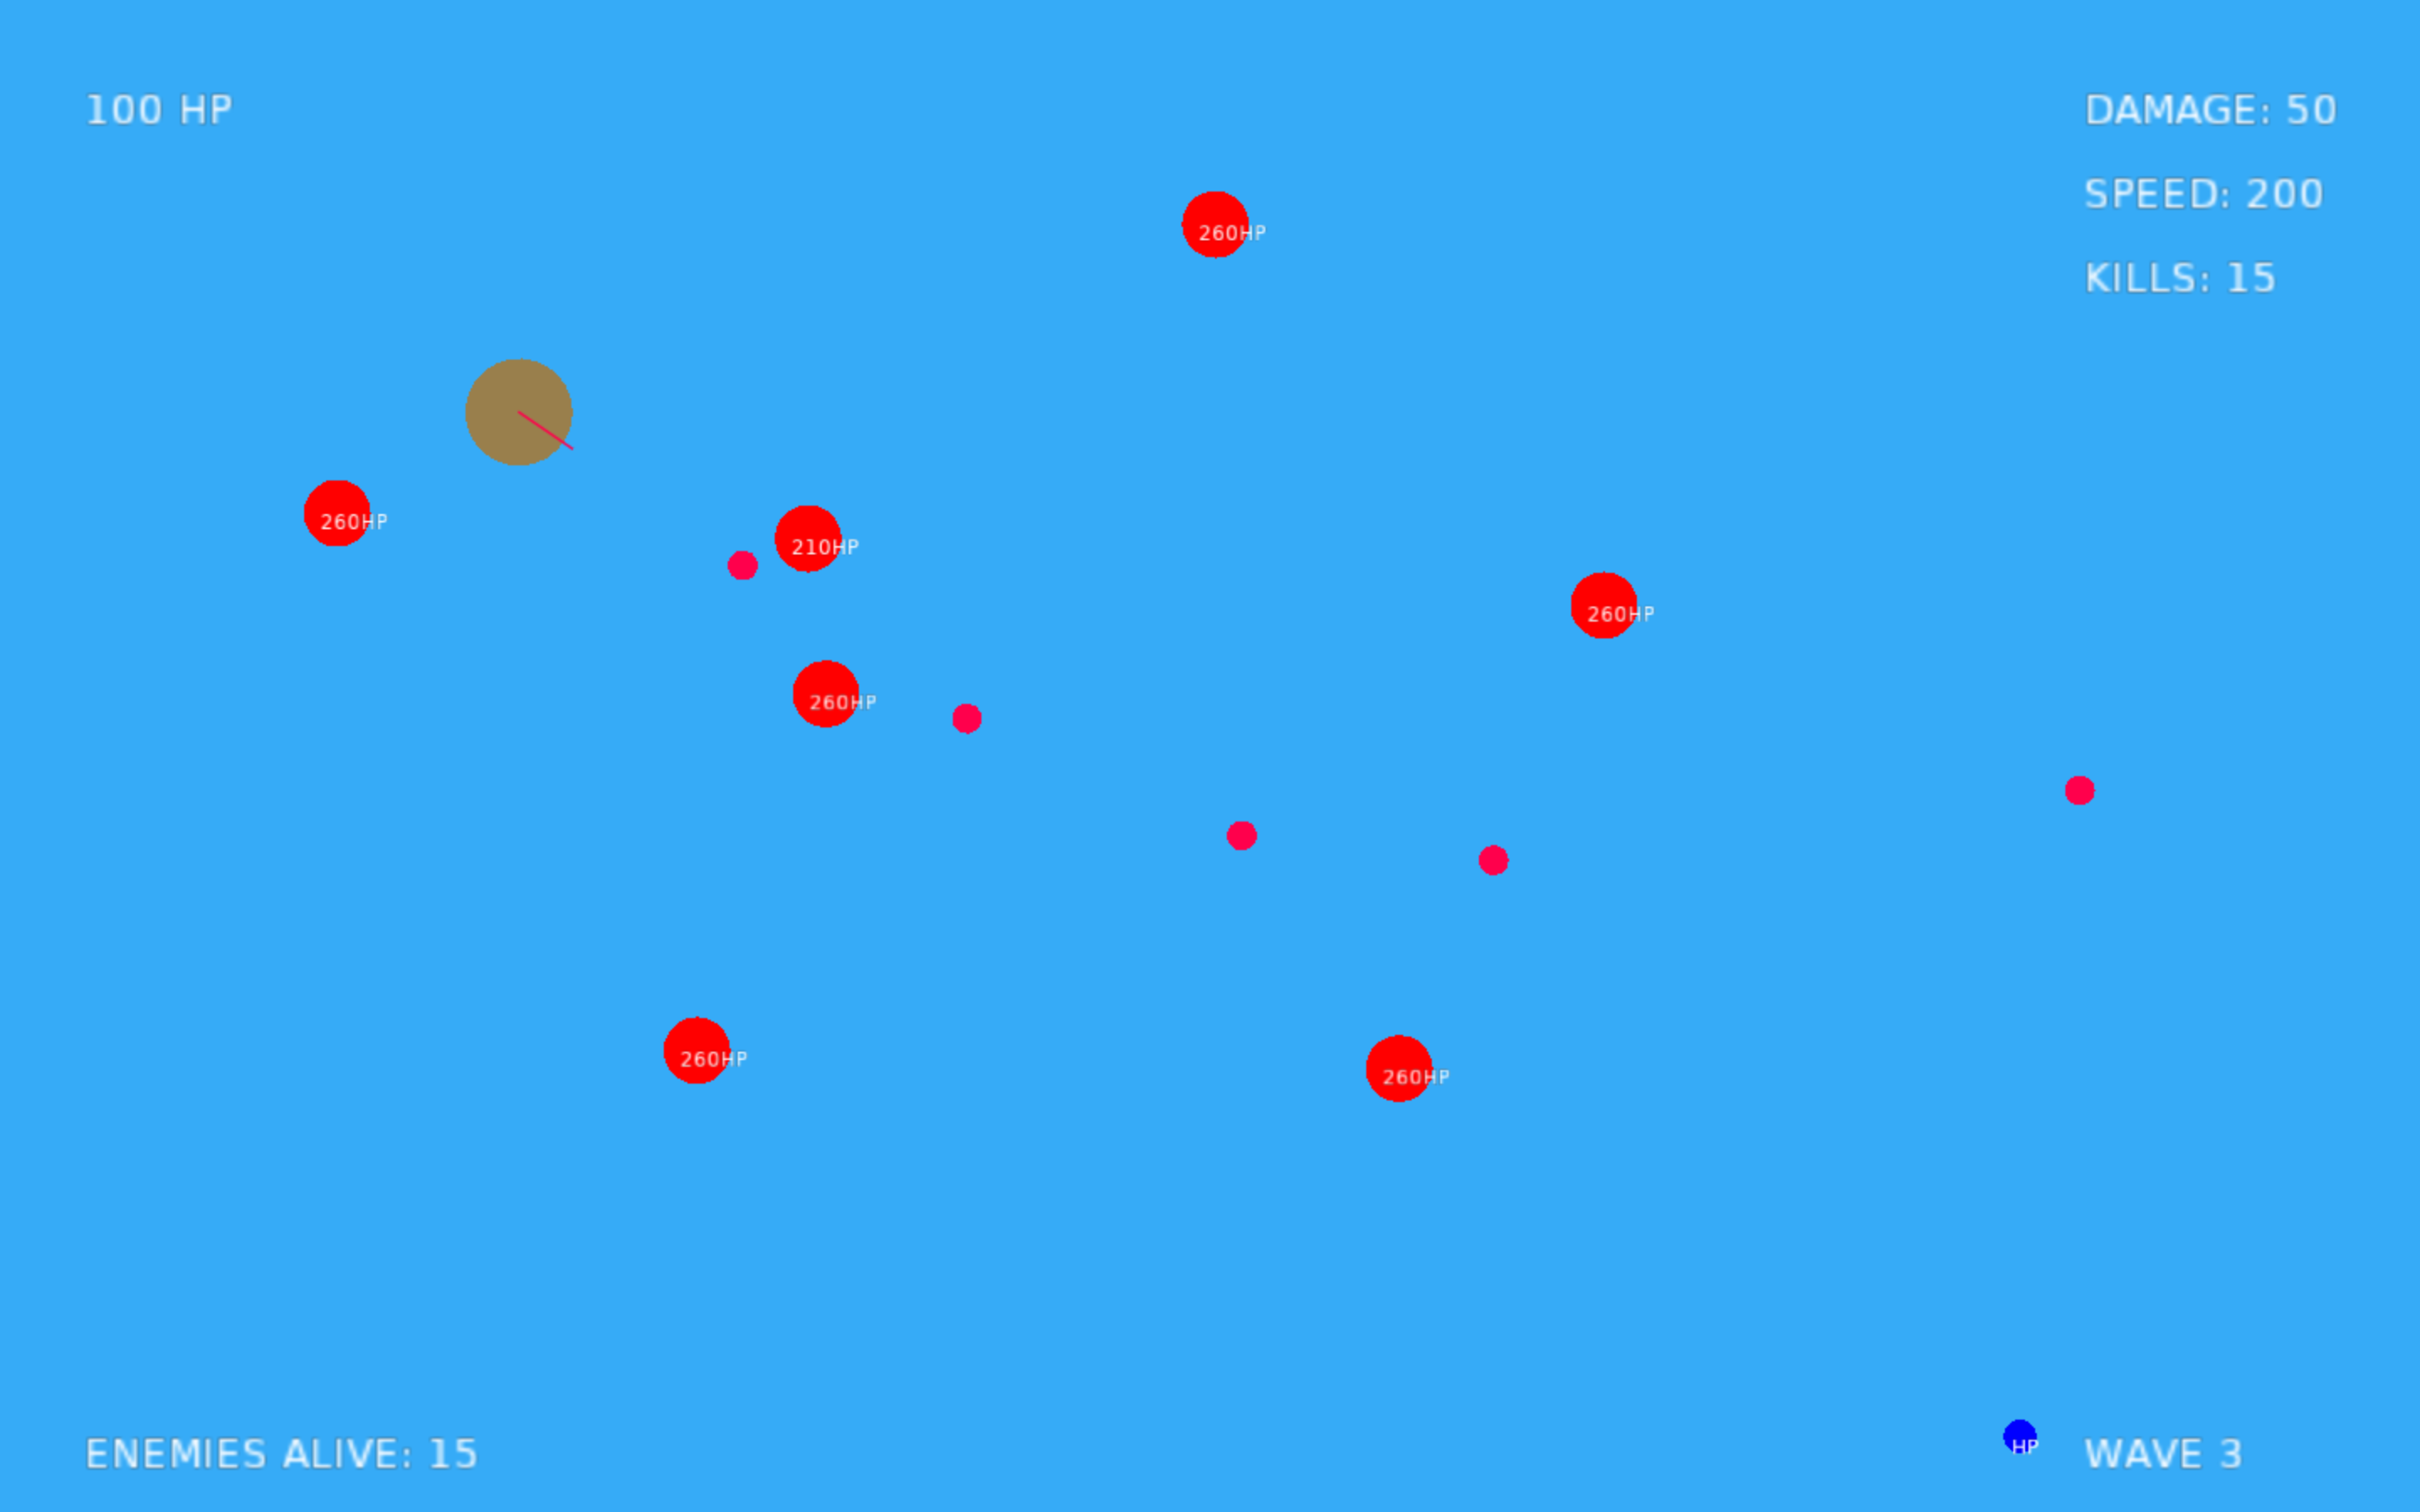 100 HP
DAMAGE: 50
SPEED: 200
260HP
KILLS: 15
260HP
210HP
260HP
260HP
260HP
260HP
HP
ENEMIES ALIVE: 15
WAVE 3